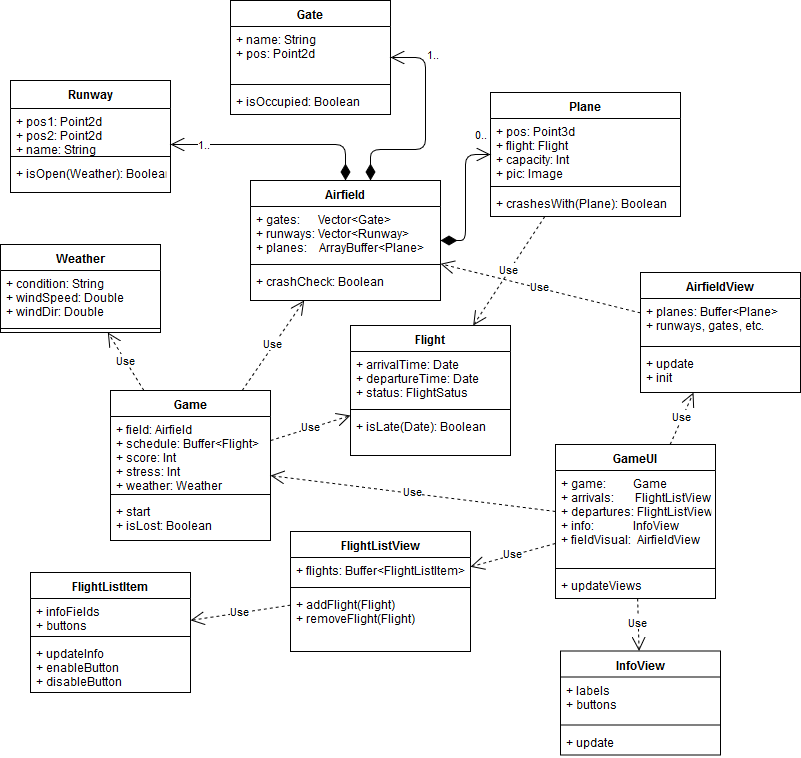 Gate
+ name: String
+ pos: Point2d
+ isOccupied: Boolean
1..
Runway
+ pos1: Point2d
+ pos2: Point2d
+ name: String
+ isOpen(Weather): Boolean
1..
Plane
+ pos: Point3d
+ flight: Flight
+ capacity: Int
+ pic: Image
+ crashesWith(Plane): Boolean
0..
Airfield
+ gates: Vector<Gate>
+ runways: Vector<Runway>
+ planes: ArrayBuffer<Plane>
+ crashCheck: Boolean
Weather
+ condition: String
+ windSpeed: Double
+ windDir: Double
Use
Use
AirfieldView
+ planes: Buffer<Plane>
+ runways, gates, etc.
+ update
+ init
Flight
+ arrivalTime: Date
+ departureTime: Date
+ status: FlightSatus
+ isLate(Date): Boolean
Use
Use
Game
+ field: Airfield
+ schedule: Buffer<Flight>
+ score: Int
+ stress: Int
+ weather: Weather
+ start
+ isLost: Boolean
Use
Use
GameUI
+ game: Game
+ arrivals: FlightListView
+ departures: FlightListView
+ info: InfoView
+ fieldVisual: AirfieldView
+ updateViews
Use
Use
FlightListView
+ flights: Buffer<FlightListItem>
+ addFlight(Flight)
+ removeFlight(Flight)
FlightListItem
+ infoFields
+ buttons
+ updateInfo
+ enableButton
+ disableButton
Use
Use
InfoView
+ labels
+ buttons
+ update